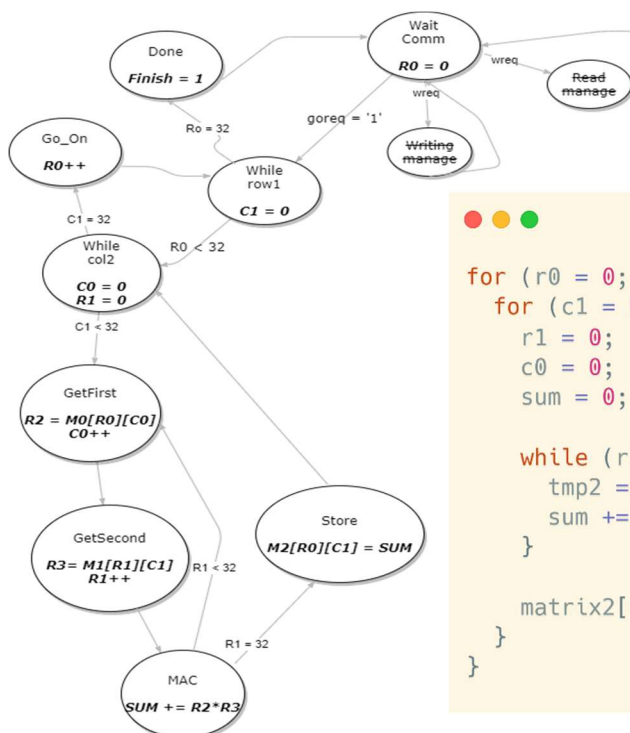 Wait
Comm
R0 = 0
wreq
Read
manage
wreq
Writing
manage
goreq = '1'
Done
Finish = 1
Ro = 32
Go_On
R0++
While
row1
C1 = 0
C1 = 32
R0 < 32
While
col2
C0 = 0
R1 = 0
C1 < 32
GetFirst
R2 = M0[R0][C0]
C0++
GetSecond
R3= M1[R1][C1]
R1++
R1 < 32
Store
M2[R0][C1] = SUM
R1 = 32
MAC
SUM += R2*R3
for (r0 = 0;
for (c1 =
r1 = 0;
c0 = 0;
sum = 0;
while (r
tmp2 =
sum +=
}
matrix2[
}
}